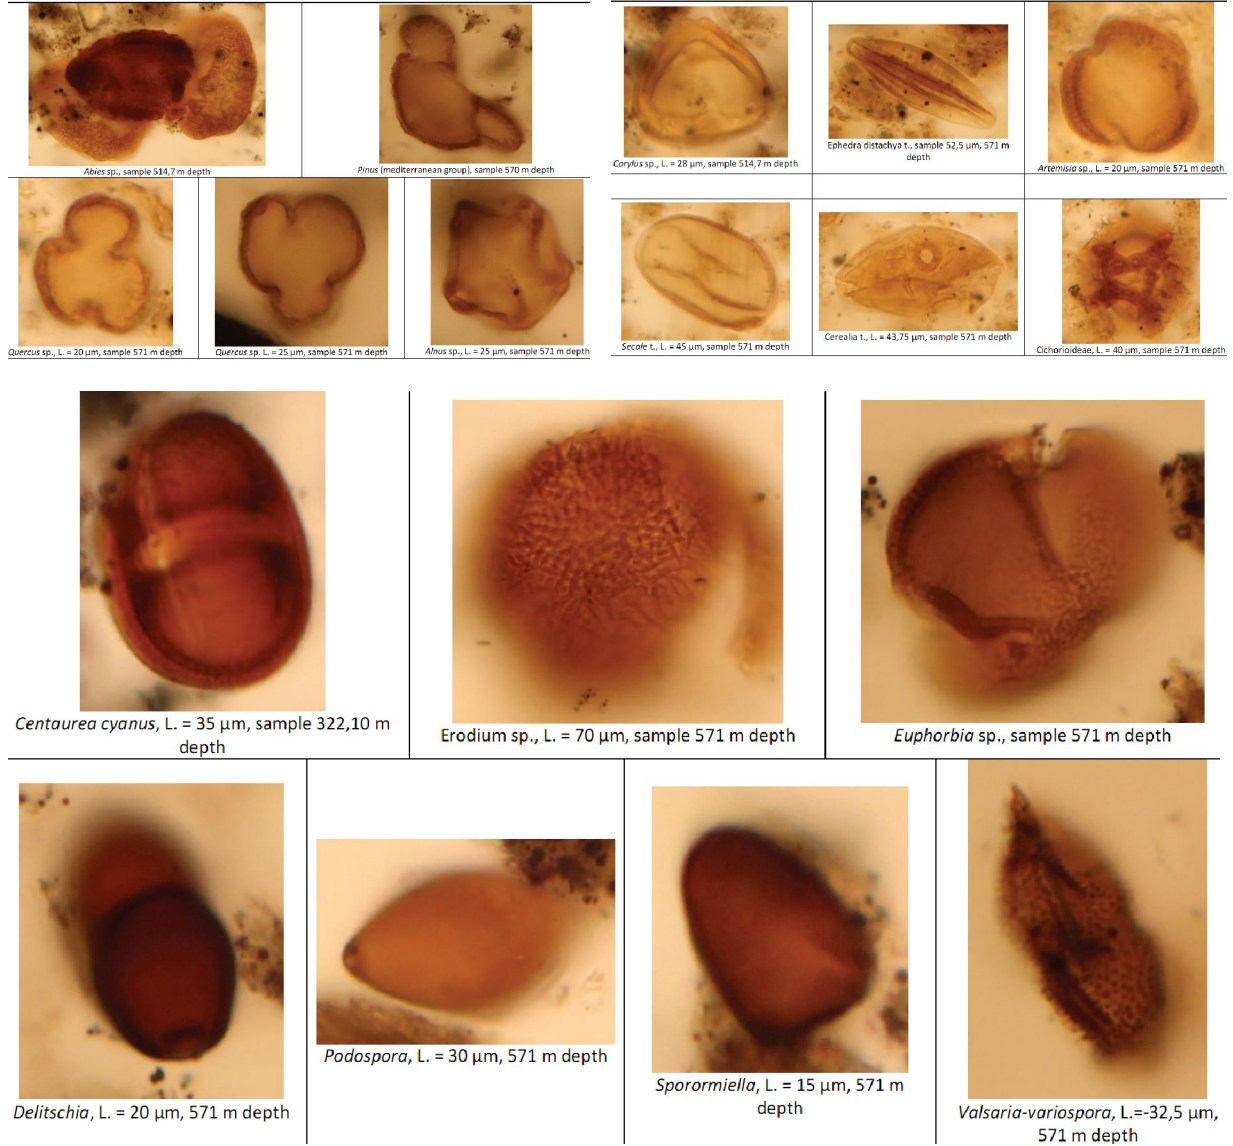 Abies sp., sample 514,7 m depth
Pinus (mediterranean group), sample 570 m depth
Corylus sp., L. = 28 µm, sample 514,7 m depth
Ephedra distachya t., sample 52,5 µm, 571 m
depth
Artemisia sp., L. = 20 µm, sample 571 m depth
Quercus sp., L. = 20 µm, sample 571 m depth
Quercus sp. L. = 25 µm, sample 571 m depth
Alnus sp., L. = 25 µm, sample 571 m depth
Secale t., L. = 45 µm, sample 571 m depth
Cerealia t., L. = 43,75 µm, sample 571 m depth
Cichorioideae, L. = 40 µm, sample 571 m depth
Centaurea cyanus, L. = 35 µm, sample 322,10 m
depth
Erodium sp., L. = 70 µm, sample 571 m depth
Euphorbia sp., sample 571 m depth
Delitschia, L. = 20 µm, 571 m depth
Podospora, L. = 30 µm, 571 m depth
Sporormiella, L. = 15 µm, 571 m
depth
Valsaria-variospora, L.=-32,5 µm,
571 m depth